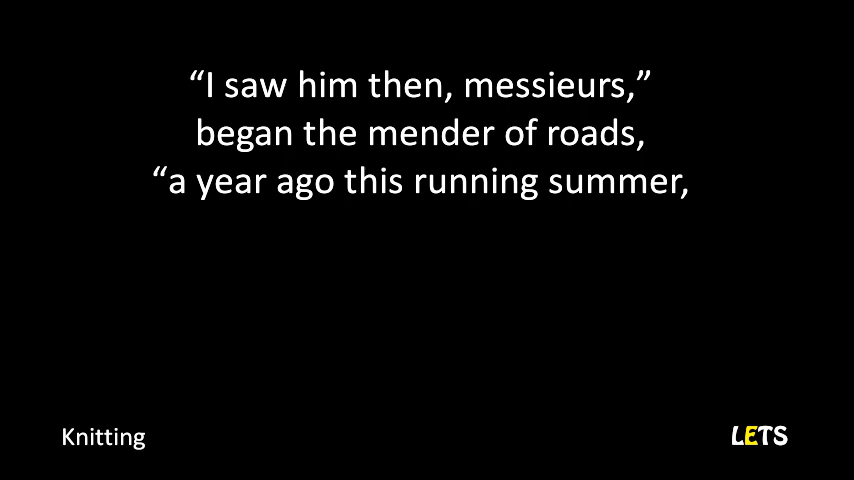 “I saw him then, messieurs,”
began the mender of roads,
“a year ago this running summer,
Knitting
LETS